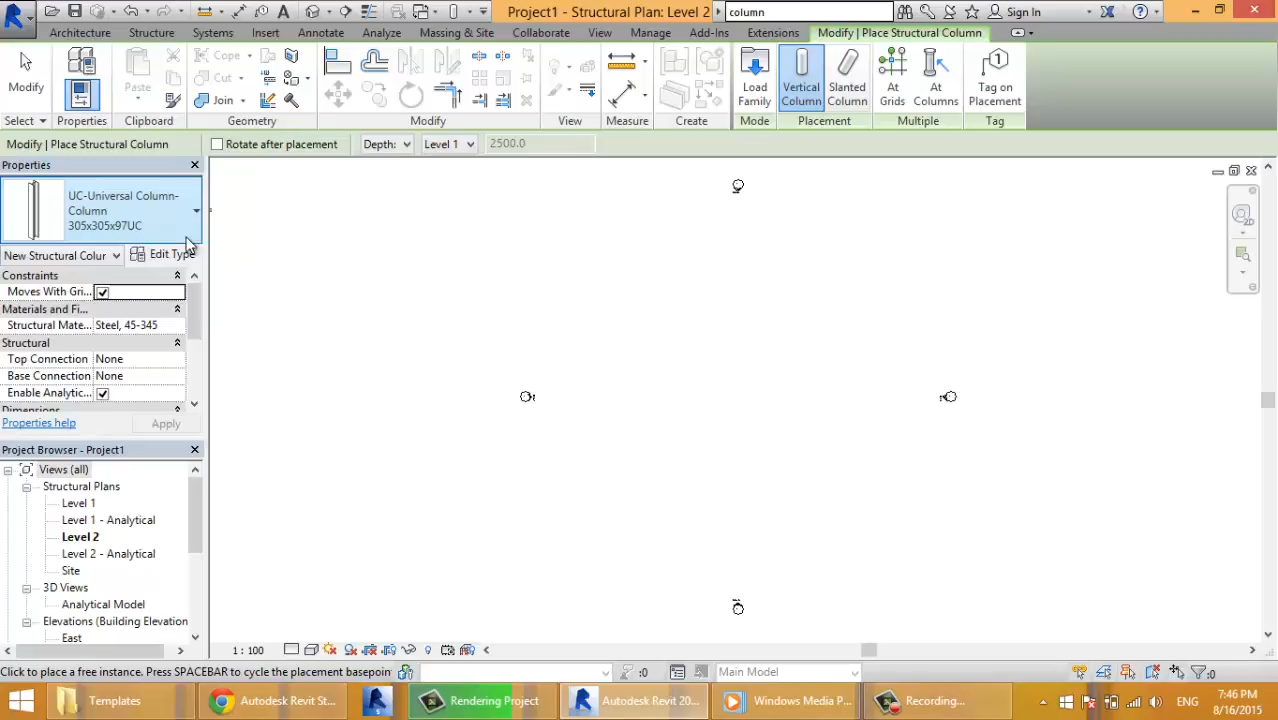 Project1 - Structural Plan: Level 2
column
Sign In
Architecture
Structure
Systems
Insert
Annotate
Analyze
Massing & Site
Collaborate
View
Manage
Add-Ins
Extensions
Modify | Place Structural Column
Modify
Paste
Cope
Cut
Join
Load
Family
Vertical
Column
Slanted
Column
At
Grids
At
Columns
Tag on
Placement
Select
Properties
Clipboard
Geometry
Modify
View
Measure
Create
Mode
Placement
Multiple
Tag
Modify | Place Structural Column
Rotate after placement
Depth:
Level 1
2500.0
Properties
UC-Universal Column-
Column
305x305x97UC
New Structural Colur
Edit Type
Constraints
Moves With Gri...
Materials and Fi...
Structural Mate... Steel, 45-345
Structural
Top Connection None
Base Connection None
Enable Analytic...
Dimensions
Properties help
Apply
Project Browser - Project1
Views (all)
Structural Plans
Level 1
Level 1 - Analytical
Level 2
Level 2 - Analytical
Site
3D Views
Analytical Model
Elevations (Building Elevation
East
1 : 100
Click to place a free instance. Press SPACEBAR to cycle the placement basepoin
:0
Main Model
:0
Templates
Autodesk Revit St...
Rendering Project
Autodesk Revit 20...
Windows Media P...
Recording...
ENG
7:46 PM
8/16/2015